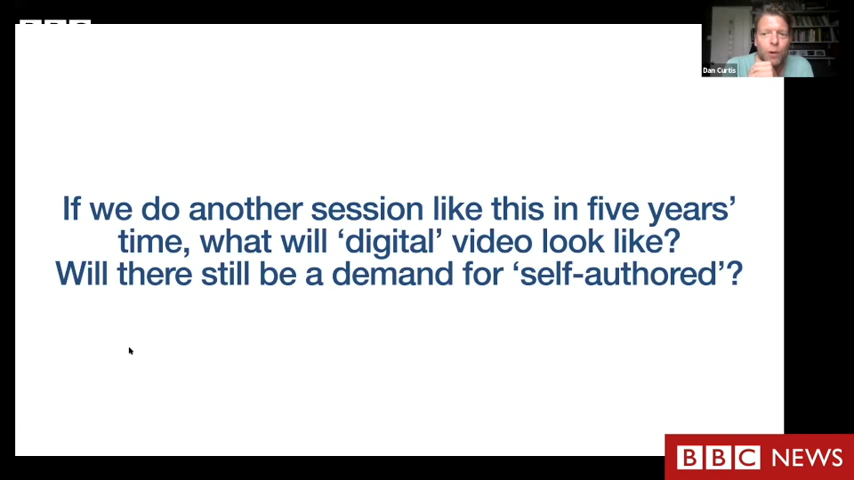 BBC
Dan Curtis
If we do another session like this in five years’
time, what will ‘digital’ video look like?
Will there still be a demand for ‘self-authored’?
BBC NEWS